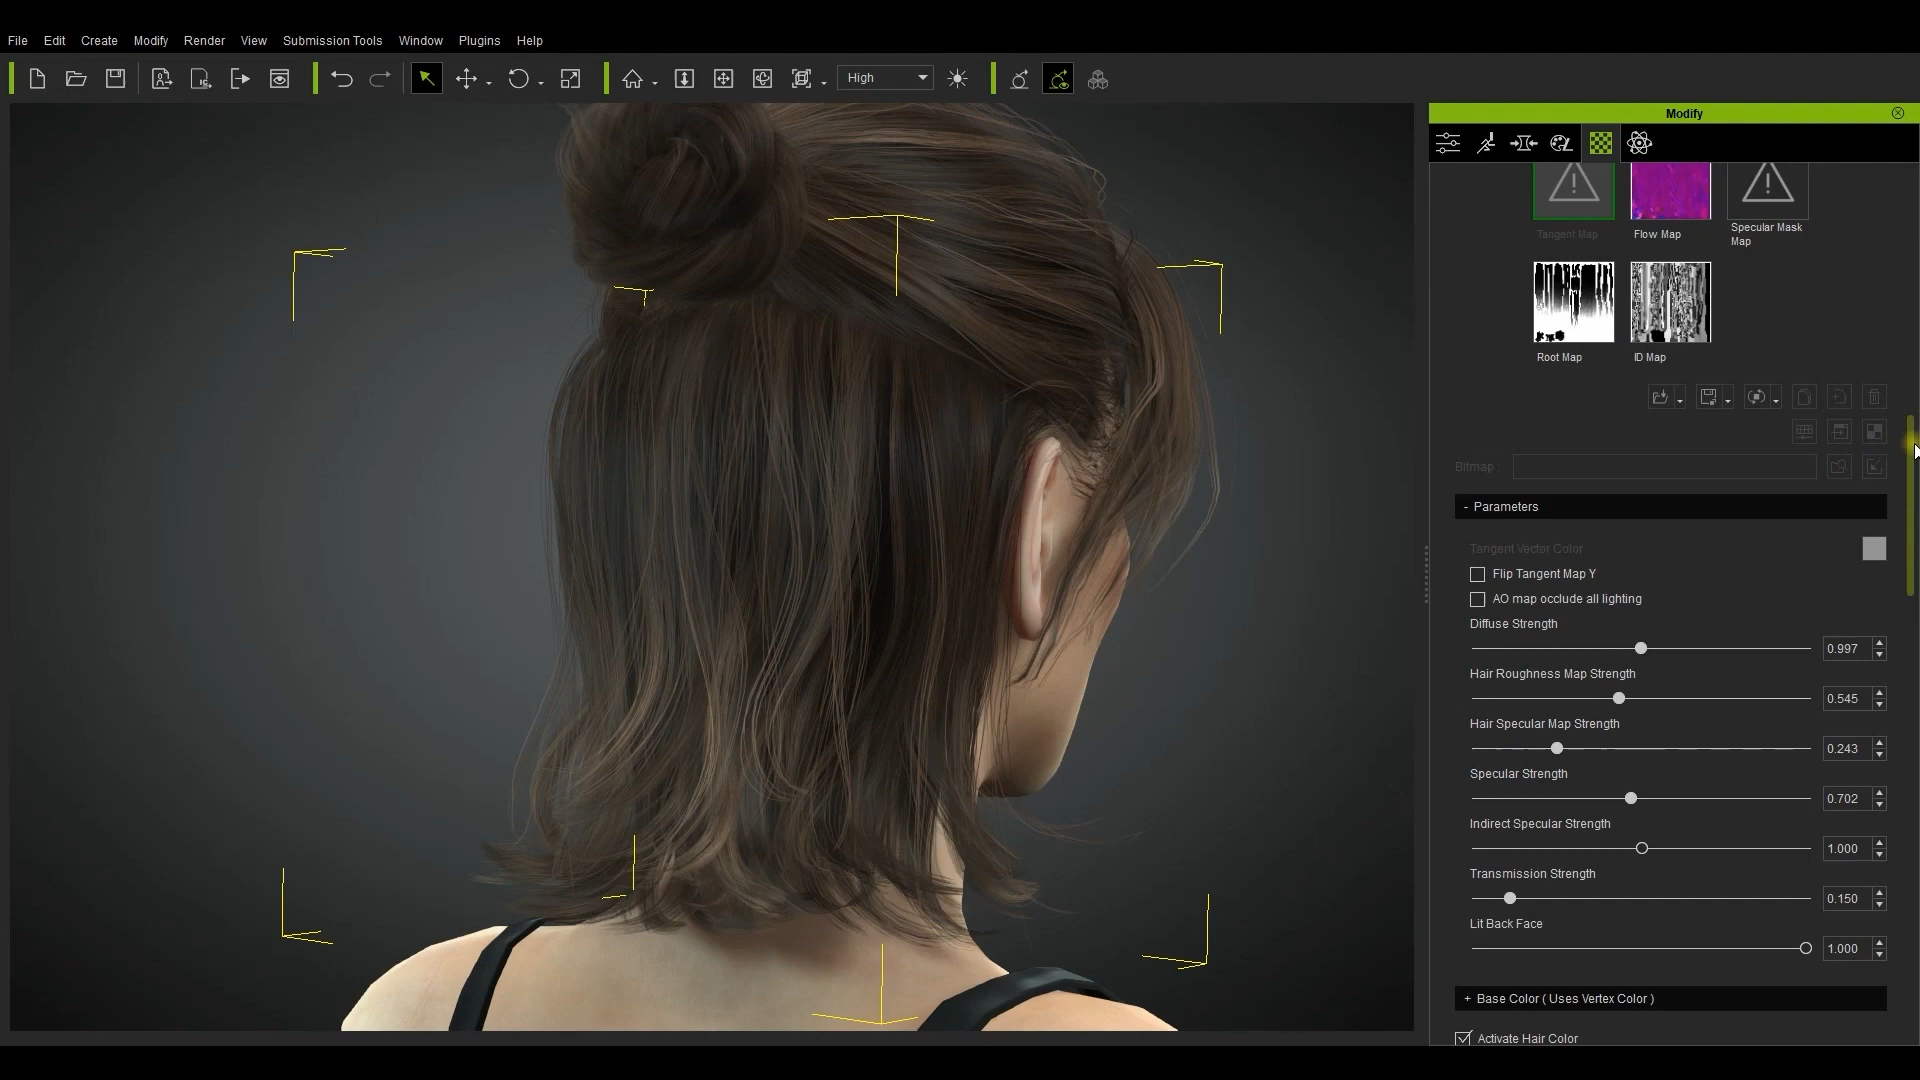 File Edit Create Modify Render View Submission Tools Window Plugins Help
High
Modify
Tangent Map
Flow Map
Specular Mask
Map
Root Map
ID Map
Bitmap :
- Parameters
Tangent Vector Color
Flip Tangent Map Y
AO map occlude all lighting
Diffuse Strength
0.997
Hair Roughness Map Strength
0.545
Hair Specular Map Strength
0.243
Specular Strength
0.702
Indirect Specular Strength
1.000
Transmission Strength
0.150
Lit Back Face
1.000
+ Base Color ( Uses Vertex Color )
Activate Hair Color